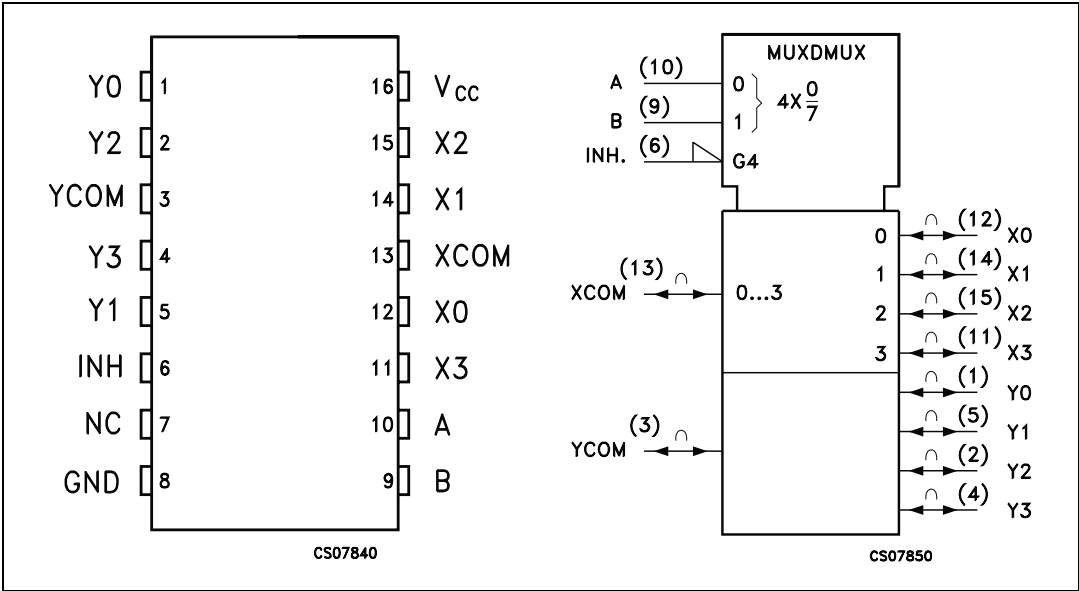 Y0 1 16 VCC
Y2 2 15 X2
YCOM 3 14 X1
Y3 4 13 XCOM
Y1 5 12 X0
INH 6 11 X3
NC 7 10 A
GND 8 9 B
CS07840
MUXDMUX
A (10) 0
B (9) 1
4X 0/7
INH. (6) G4
0 (12) X0
1 (14) X1
XCOM (13) 0...3
2 (15) X2
3 (11) X3
(1) Y0
(5) Y1
YCOM (3)
(2) Y2
(4) Y3
CS07850